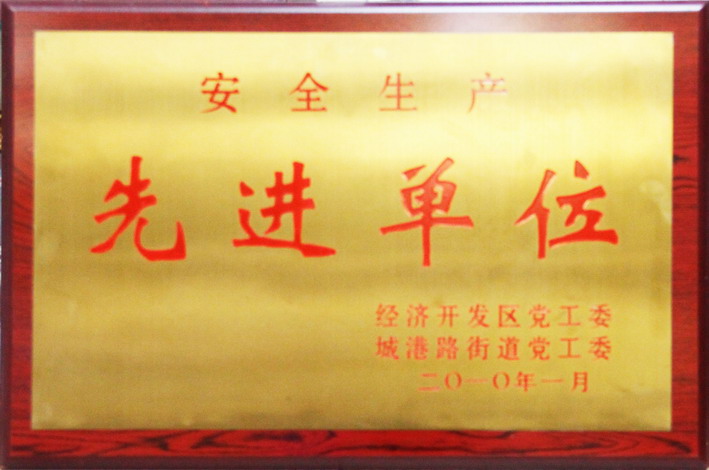 安全生产
先进单位
经济开发区党工委
城港路街道党工委
二〇一〇年一月